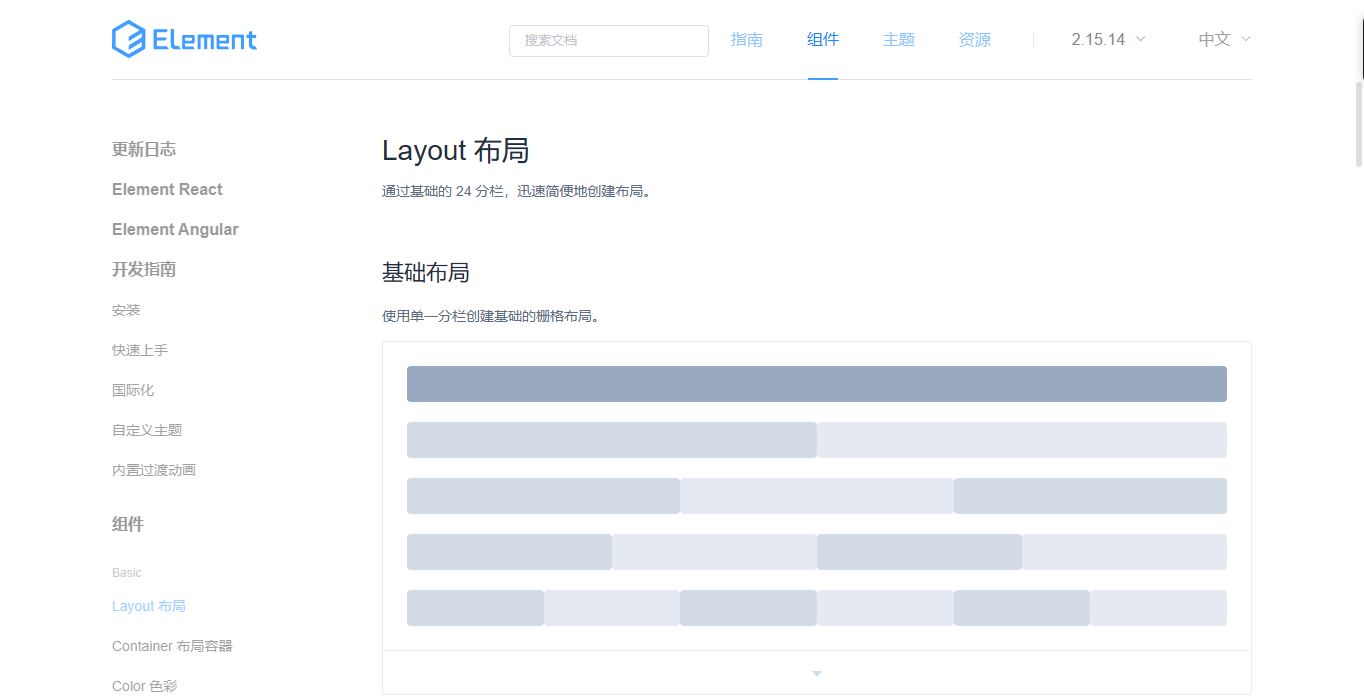 Element
搜索文档
指南
组件
主题
资源
2.15.14
中文
更新日志
Element React
Element Angular
开发指南
安装
快速上手
国际化
自定义主题
内置过渡动画
组件
Basic
Layout 布局
Container 布局容器
Color 色彩
Layout 布局
通过基础的 24 分栏，迅速简便地创建布局。
基础布局
使用单一分栏创建基础的栅格布局。